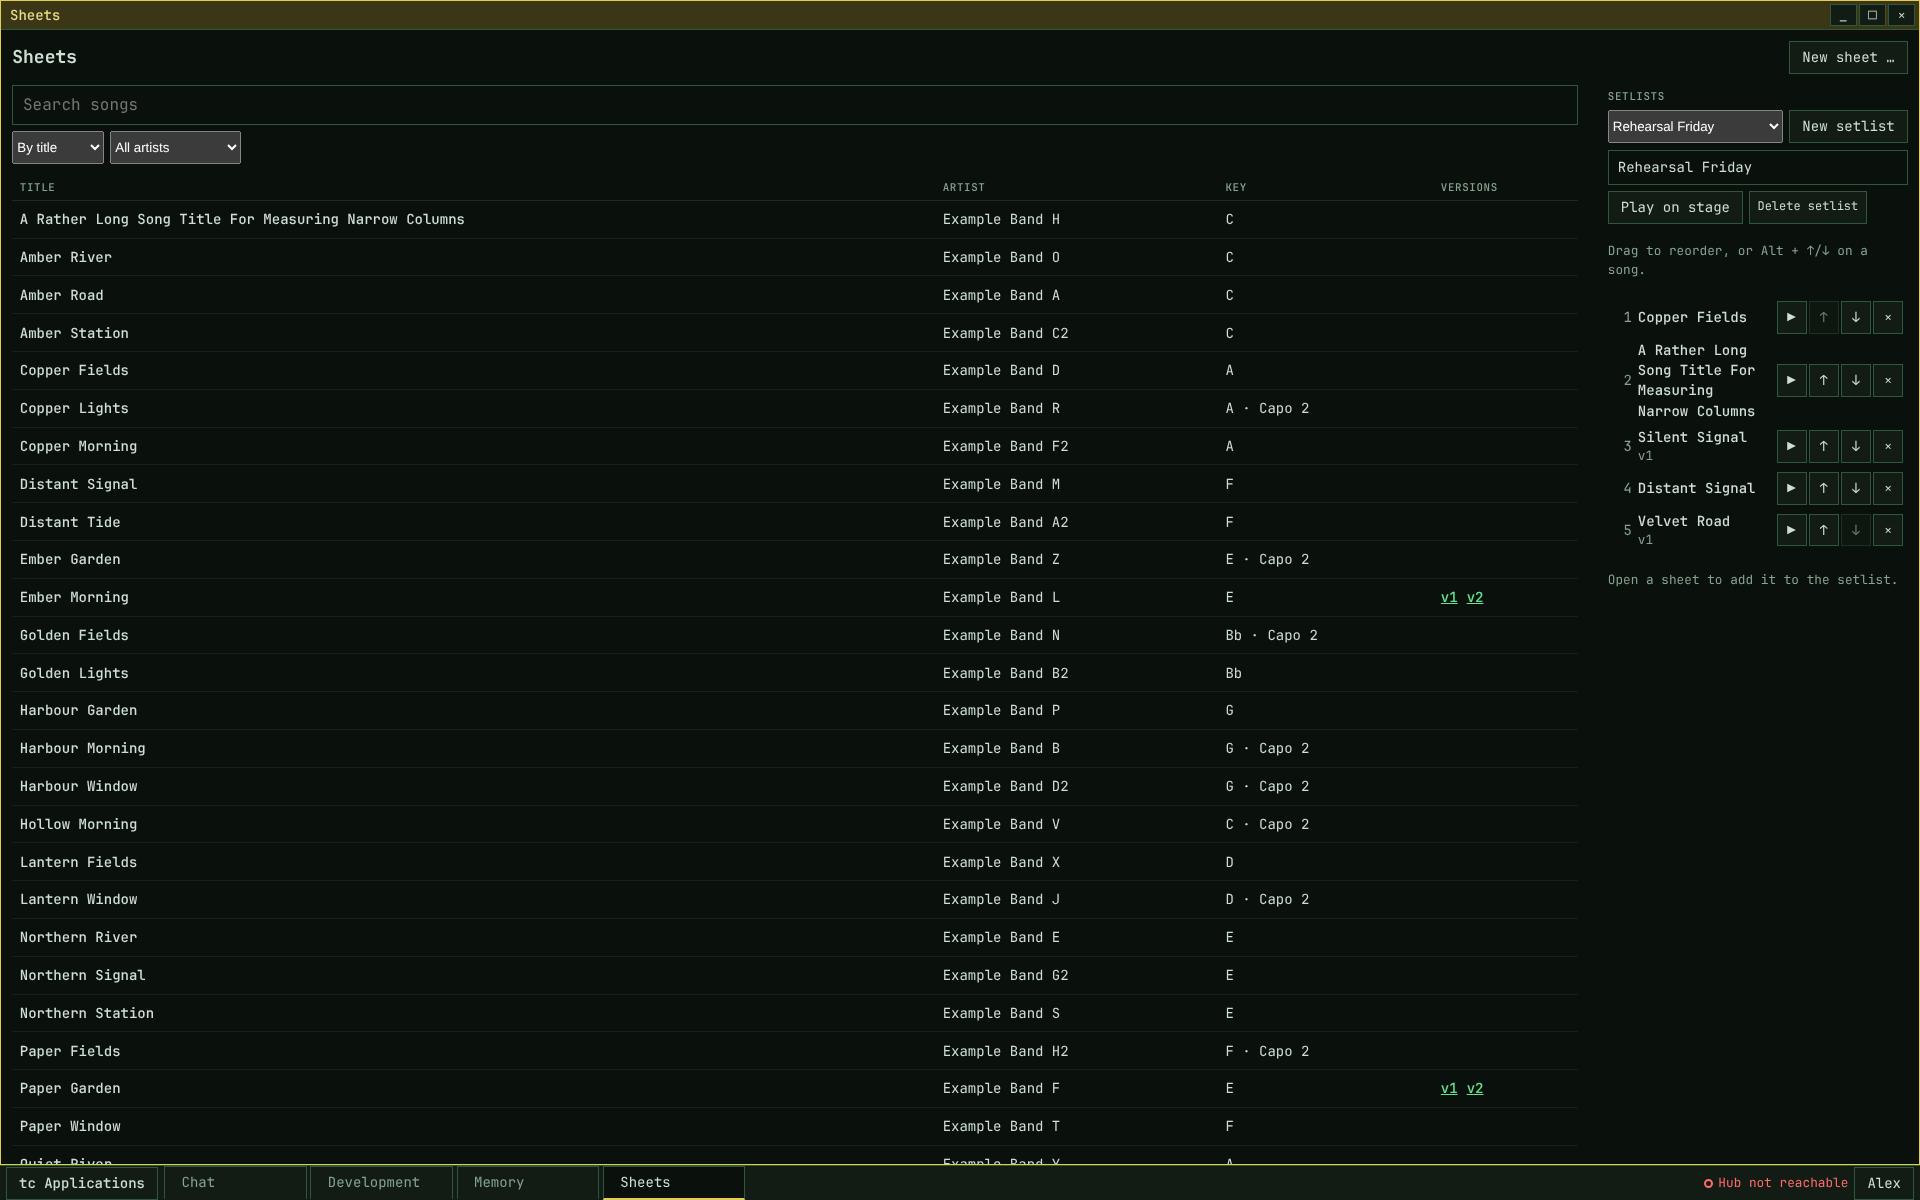 Sheets
_ □ ×
Sheets
New sheet …
Search songs
By title
All artists
TITLE ARTIST KEY VERSIONS
A Rather Long Song Title For Measuring Narrow Columns Example Band H C
Amber River Example Band O C
Amber Road Example Band A C
Amber Station Example Band C2 C
Copper Fields Example Band D A
Copper Lights Example Band R A · Capo 2
Copper Morning Example Band F2 A
Distant Signal Example Band M F
Distant Tide Example Band A2 F
Ember Garden Example Band Z E · Capo 2
Ember Morning Example Band L E v1 v2
Golden Fields Example Band N Bb · Capo 2
Golden Lights Example Band B2 Bb
Harbour Garden Example Band P G
Harbour Morning Example Band B G · Capo 2
Harbour Window Example Band D2 G · Capo 2
Hollow Morning Example Band V C · Capo 2
Lantern Fields Example Band X D
Lantern Window Example Band J D · Capo 2
Northern River Example Band E E
Northern Signal Example Band G2 E
Northern Station Example Band S E
Paper Fields Example Band H2 F · Capo 2
Paper Garden Example Band F E v1 v2
Paper Window Example Band T F
Quiet River Example Band Y A
SETLISTS
Rehearsal Friday
New setlist
Rehearsal Friday
Play on stage
Delete setlist
Drag to reorder, or Alt + ↑/↓ on a
song.
1 Copper Fields ▶ ↑ ↓ ×
2 A Rather Long
Song Title For
Measuring
Narrow Columns ▶ ↑ ↓ ×
3 Silent Signal
v1 ▶ ↑ ↓ ×
4 Distant Signal ▶ ↑ ↓ ×
5 Velvet Road
v1 ▶ ↑ ↓ ×
Open a sheet to add it to the setlist.
tc Applications
Chat
Development
Memory
Sheets
Hub not reachable
Alex